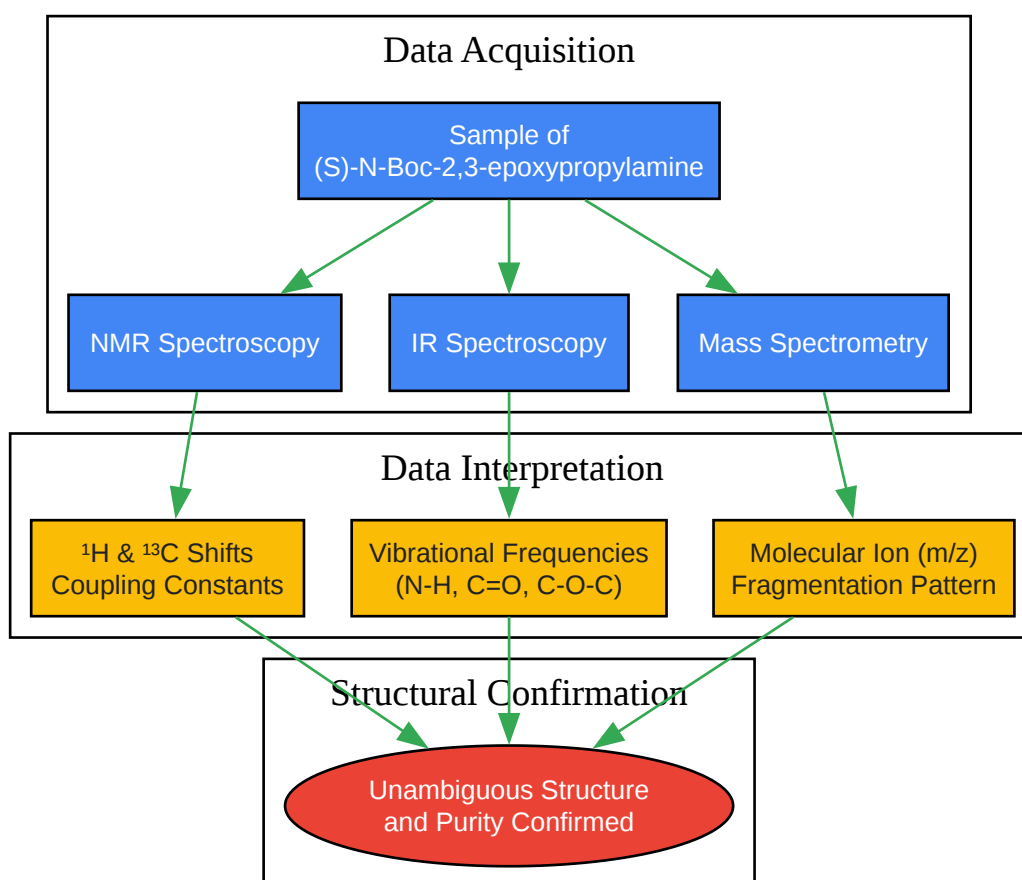 Data Acquisition
Sample of
(S)-N-Boc-2,3-epoxypropylamine
NMR Spectroscopy
IR Spectroscopy
Mass Spectrometry
Data Interpretation
¹H & ¹³C Shifts
Coupling Constants
Vibrational Frequencies
(N-H, C=O, C-O-C)
Molecular Ion (m/z)
Fragmentation Pattern
Structural Confirmation
Unambiguous Structure
and Purity Confirmed